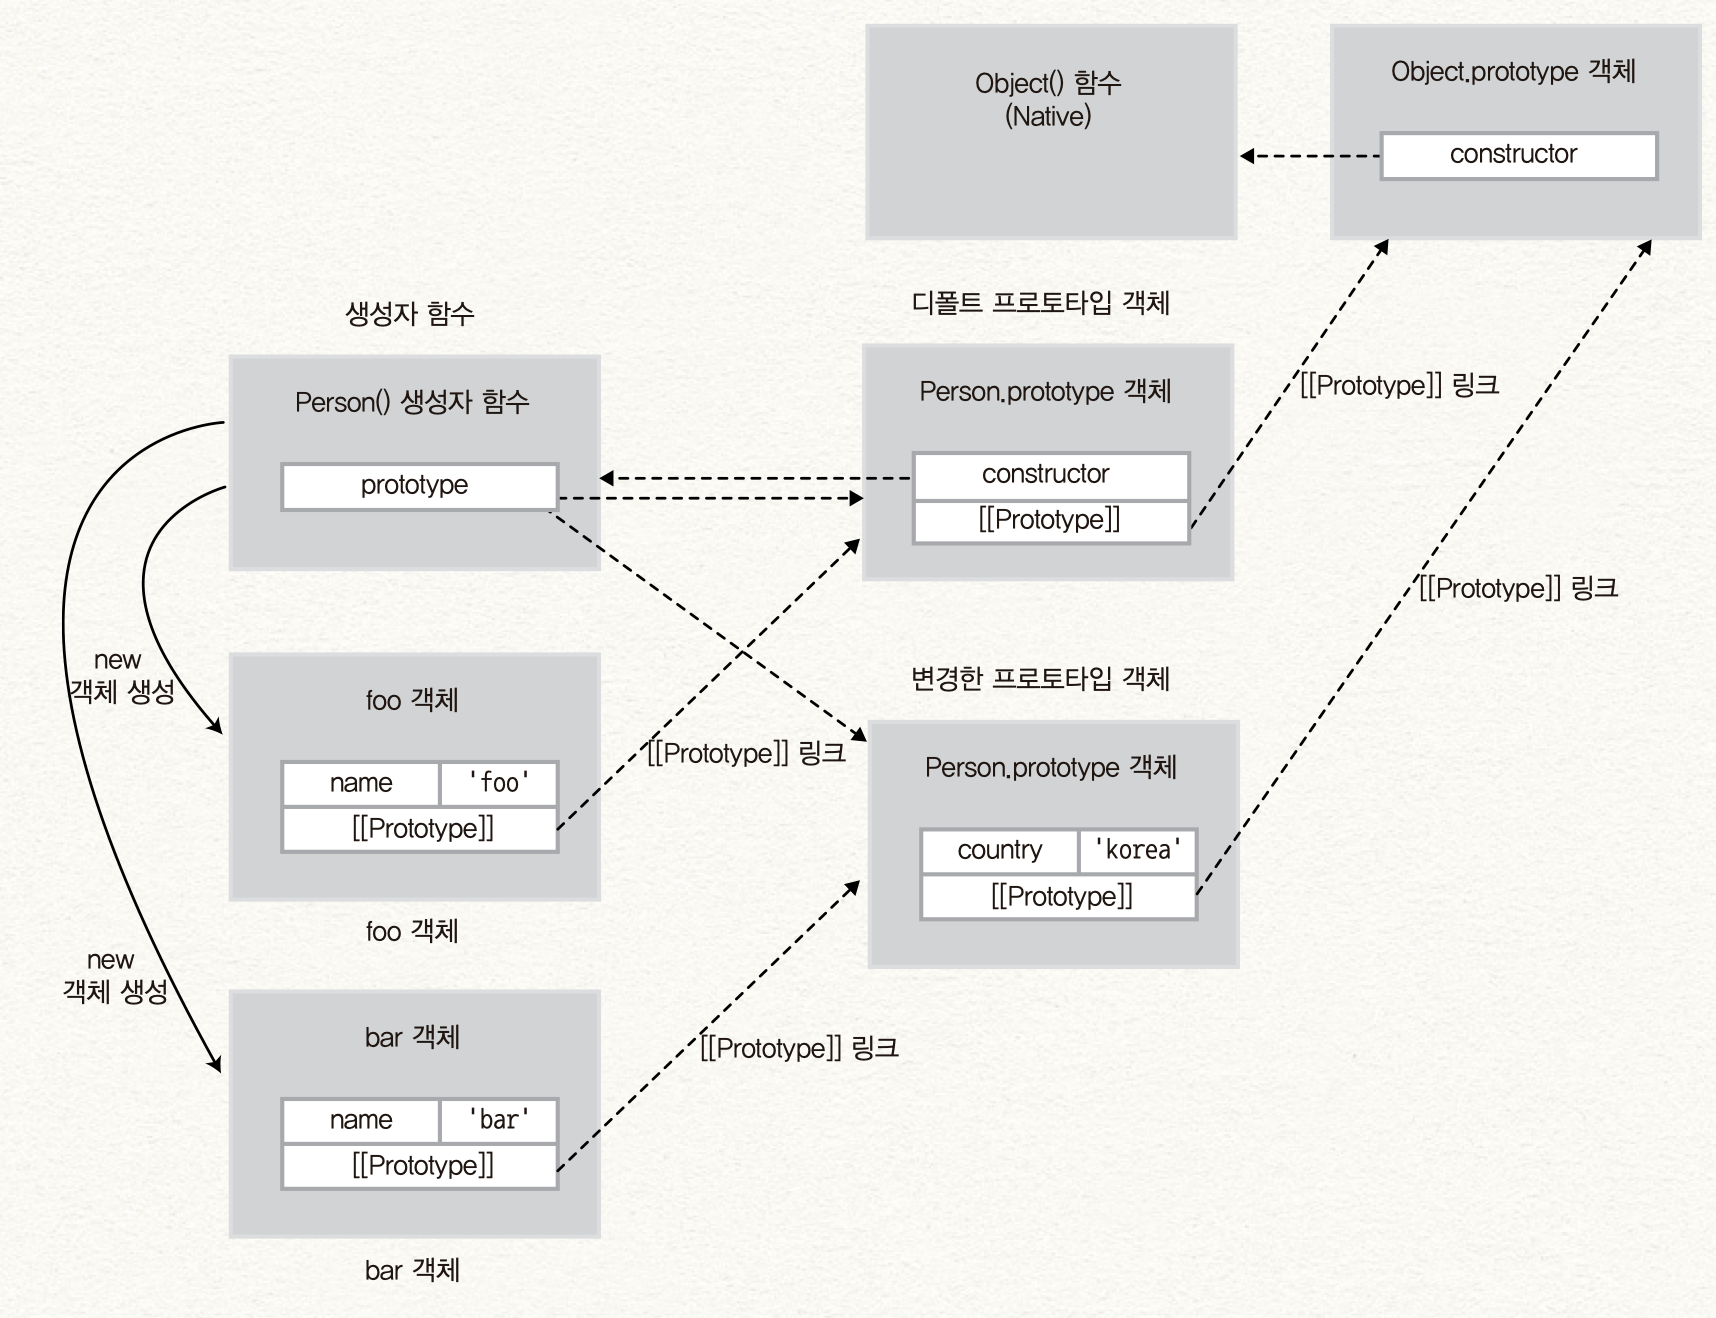 Object() 함수
(Native)
Object.prototype 객체
constructor
생성자 함수
Person() 생성자 함수
prototype
디폴트 프로토타입 객체
Person.prototype 객체
constructor
[[Prototype]]
[[Prototype]] 링크
[[Prototype]] 링크
new
객체 생성
foo 객체
name 'foo'
[[Prototype]]
foo 객체
[[Prototype]] 링크
변경한 프로토타입 객체
Person.prototype 객체
country 'korea'
[[Prototype]]
new
객체 생성
bar 객체
name 'bar'
[[Prototype]]
bar 객체
[[Prototype]] 링크